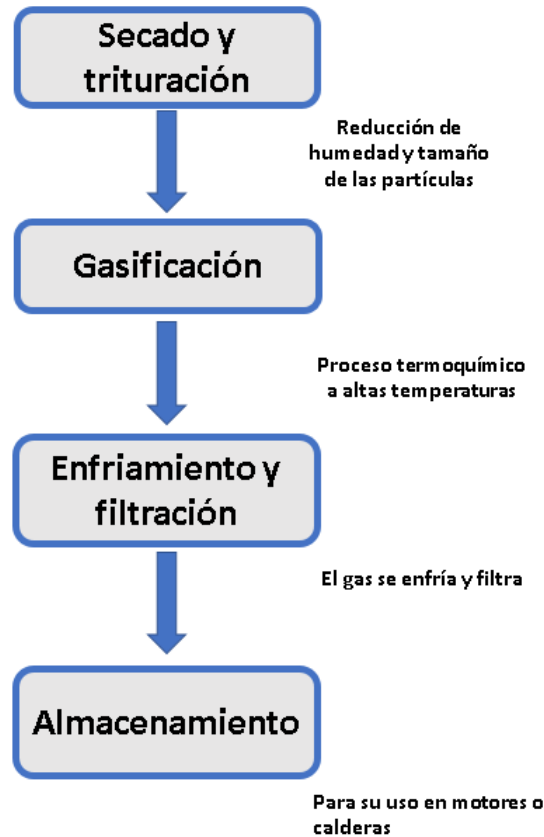 Secado y
trituración
Reducción de
humedad y tamaño
de las partículas
Gasificación
Proceso termoquímico
a altas temperaturas
Enfriamiento y
filtración
El gas se enfría y filtra
Almacenamiento
Para su uso en motores o
calderas